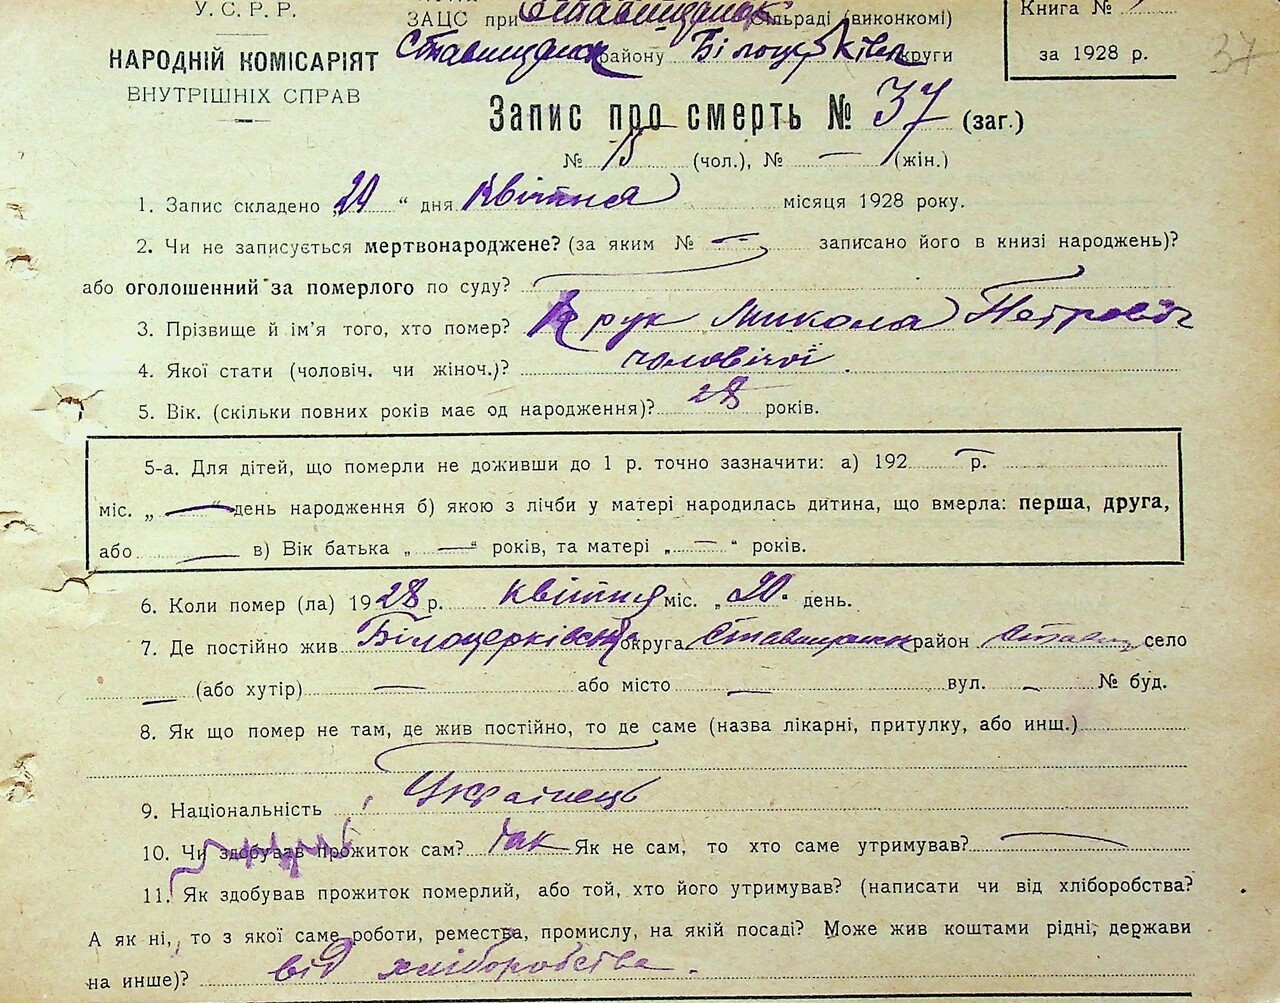 У. С. Р. Р.
НАРОДНІЙ КОМІСАРІЯТ
ВНУТРІШНІХ СПРАВ
ЗАЦС при Ставищанськ сільраді (виконкомі)
Ставищанськ району Білоцерківськ округи
Книга №
за 1928 р.
37
Запис про смерть № 37 (заг.)
№ 15 (чол.), № — (жін.)
1. Запис складено „ “ дня Квітня місяця 1928 року.
2. Чи не записується мертвонароджене? (за яким № — записано його в книзі народжень)?
або оголошенний за померлого по суду?
3. Прізвище й ім'я того, хто помер? Крук Микола Петрович
4. Якої стати (чоловіч. чи жіноч.)? чоловічої
5. Вік. (скільки повних років має од народження)? 28 років.
5-а. Для дітей, що померли не доживши до 1 р. точно зазначити: а) 192 р.
міс. „ — “ день народження б) якою з лічби у матері народилась дитина, що вмерла: перша, друга,
або — в) Вік батька „ — “ років, та матері „ — “ років.
6. Коли помер (ла) 1928 р. квітня міс. „20“ день.
7. Де постійно жив Білоцерківська округа Ставищанськ район Ставищ село
— (або хутір) — або місто — вул. — № буд.
8. Як що помер не там, де жив постійно, то де саме (назва лікарні, притулку, або инш.)
9. Національність Українець
10. Чи здобував прожиток сам? так Як не сам, то хто саме утримував? —
11. Як здобував прожиток померлий, або той, хто його утримував? (написати чи від хліборобства?
А як ні, то з якої саме роботи, ремества, промислу, на якій посаді? Може жив коштами рідні, держави
на инше)? від хліборобства.